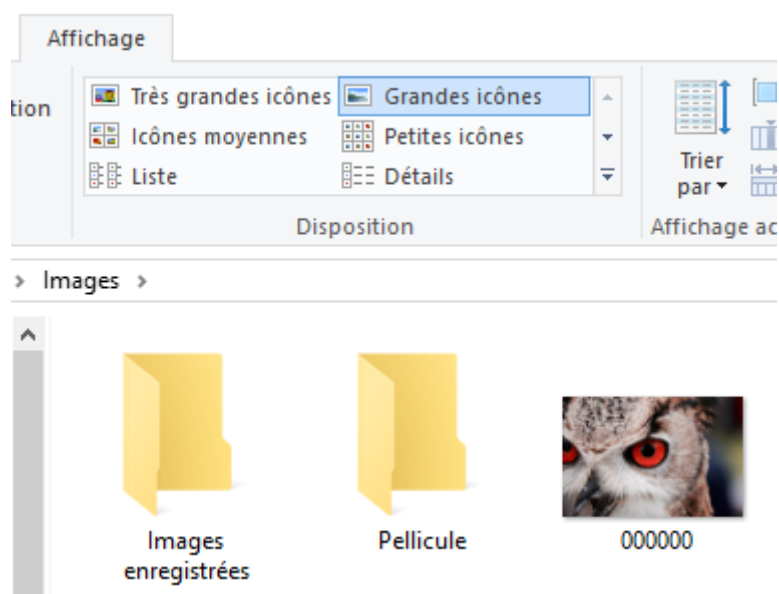 Affichage
tion
Très grandes icônes
Grandes icônes
Icônes moyennes
Petites icônes
Liste
Détails
Trier
par
Disposition
Affichage ac
Images
Images
enregistrées
Pellicule
000000